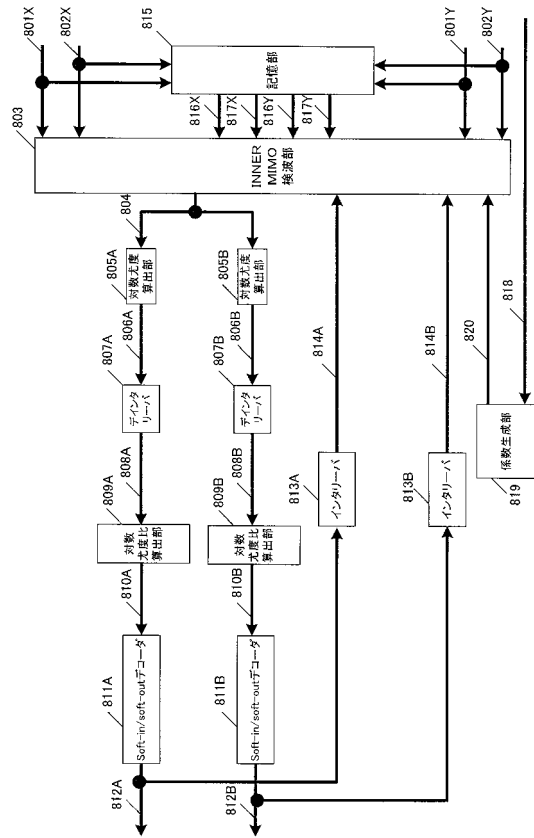 801X
802X
815
記憶部
816X
817X
816Y
817Y
801Y
802Y
803
INNER
MIMO
検波部
804
805A
対数尤度
算出部
805B
対数尤度
算出部
806A
806B
807A
デインタ
リーバ
807B
デインタ
リーバ
808A
808B
809A
対数
尤度比
算出部
809B
対数
尤度比
算出部
810A
810B
811A
Soft-in/soft-outデコーダ
811B
Soft-in/soft-outデコーダ
812A
812B
813A
インタリーバ
813B
インタリーバ
814A
814B
820
818
係数生成部
819